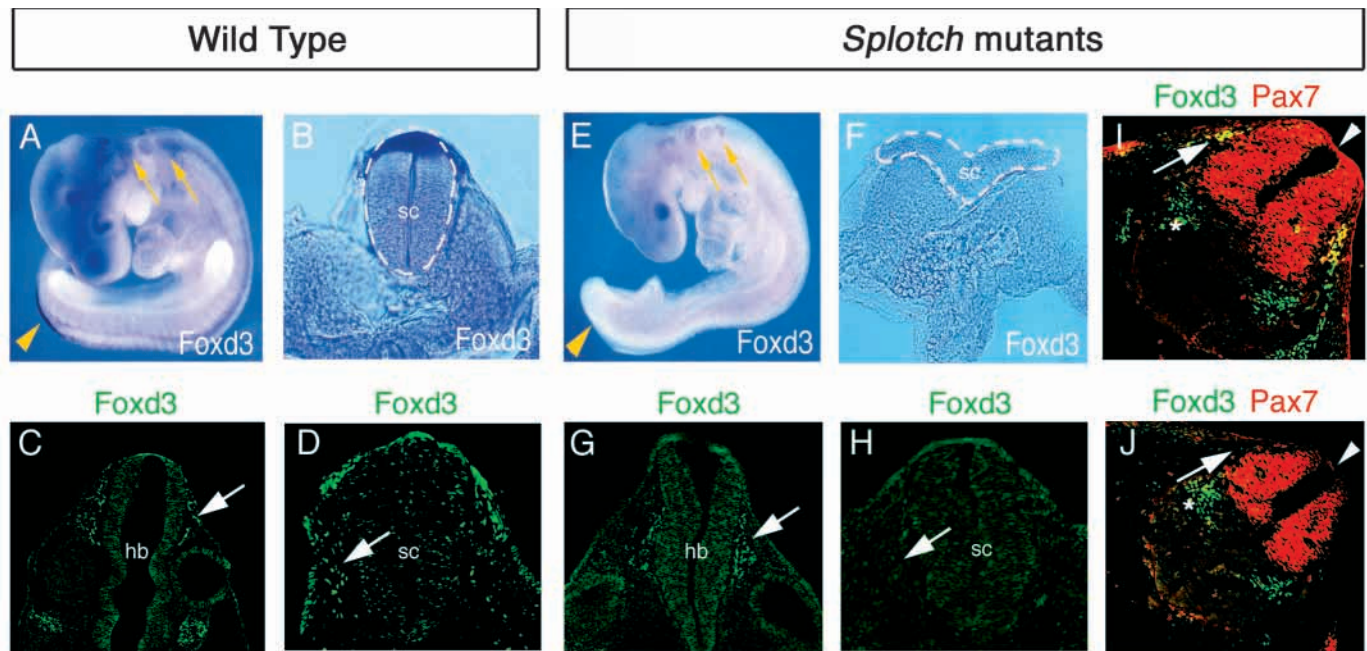 Wild Type
Splotch mutants
Foxd3 Pax7
A
Foxd3
B
sc
Foxd3
E
Foxd3
F
sc
Foxd3
I
*
Foxd3
Foxd3
Foxd3
Foxd3
Foxd3 Pax7
C
hb
D
sc
G
hb
H
sc
J
*